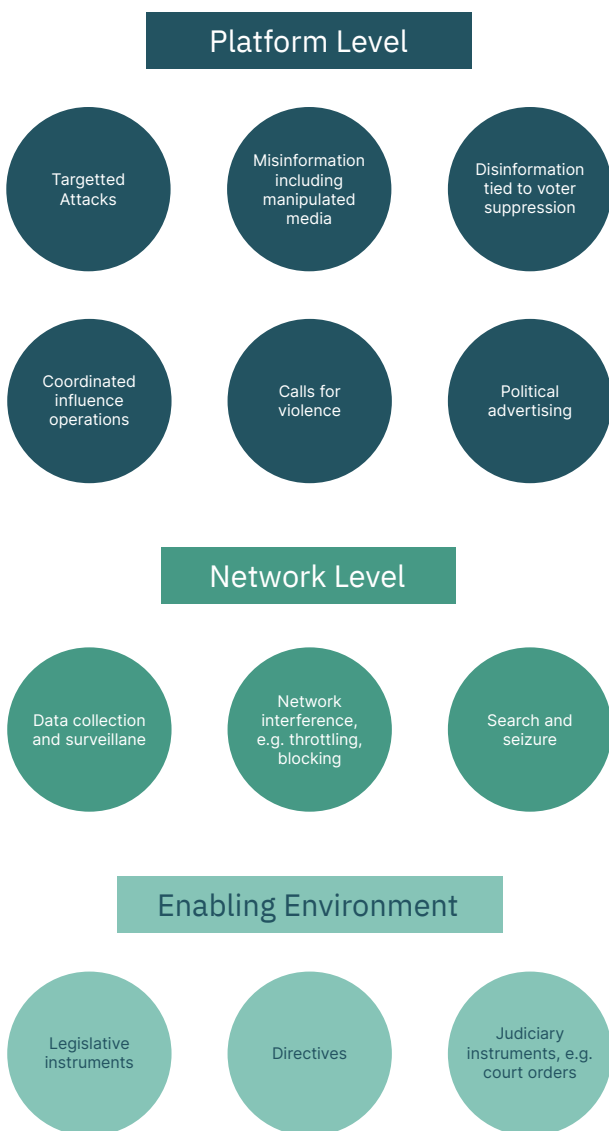 Platform Level
Targetted
Attacks
Misinformation
including
manipulated
media
Disinformation
tied to voter
suppression
Coordinated
influence
operations
Calls for
violence
Political
advertising
Network Level
Data collection
and surveillane
Network
interference,
e.g. throttling,
blocking
Search and
seizure
Enabling Environment
Legislative
instruments
Directives
Judiciary
instruments, e.g.
court orders